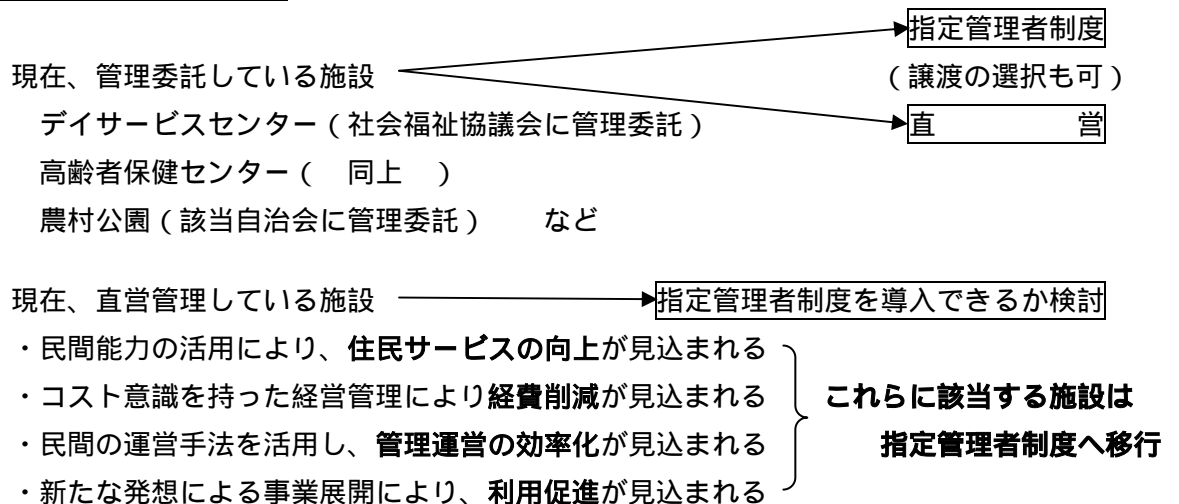 指定管理者制度
現在、管理委託している施設
(譲渡の選択も可)
デイサービスセンター(社会福祉協議会に管理委託)
直　　　　　営
高齢者保健センター(　同上　)
農村公園(該当自治会に管理委託)　　など
現在、直営管理している施設
指定管理者制度を導入できるか検討
・民間能力の活用により、住民サービスの向上が見込まれる
・コスト意識を持った経営管理により経費削減が見込まれる
これらに該当する施設は
・民間の運営手法を活用し、管理運営の効率化が見込まれる
指定管理者制度へ移行
・新たな発想による事業展開により、利用促進が見込まれる